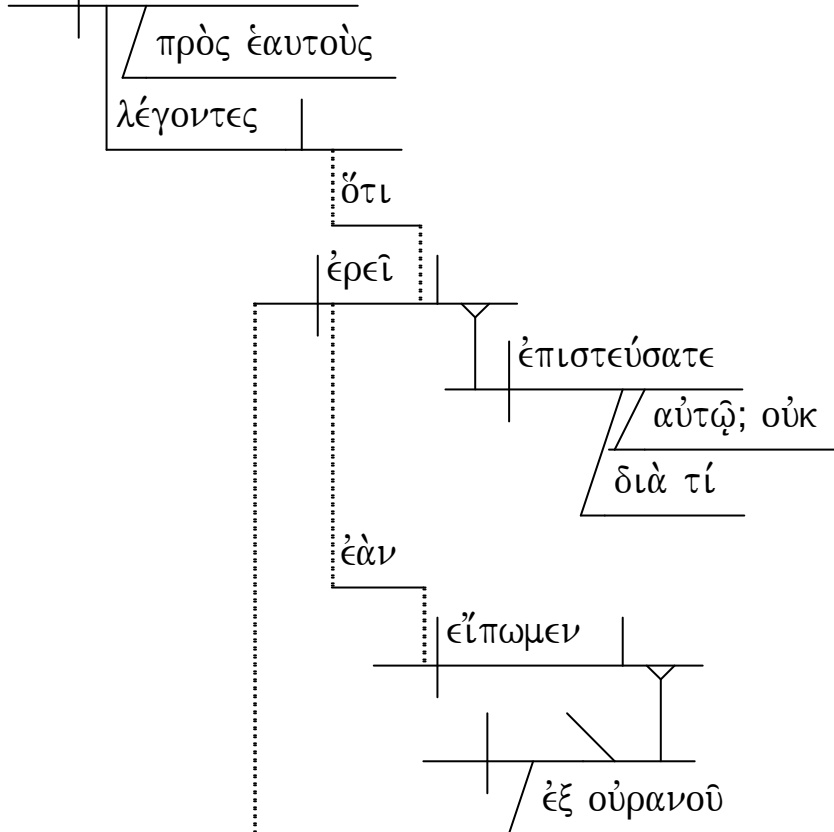 πρὸς ἑαυτοὺς
λέγοντες
ὅτι
ἐρεῖ
ἐπιστεύσατε
αὐτῷ; οὐκ
διὰ τί
ἐὰν
εἴπωμεν
ἐξ οὐρανοῦ